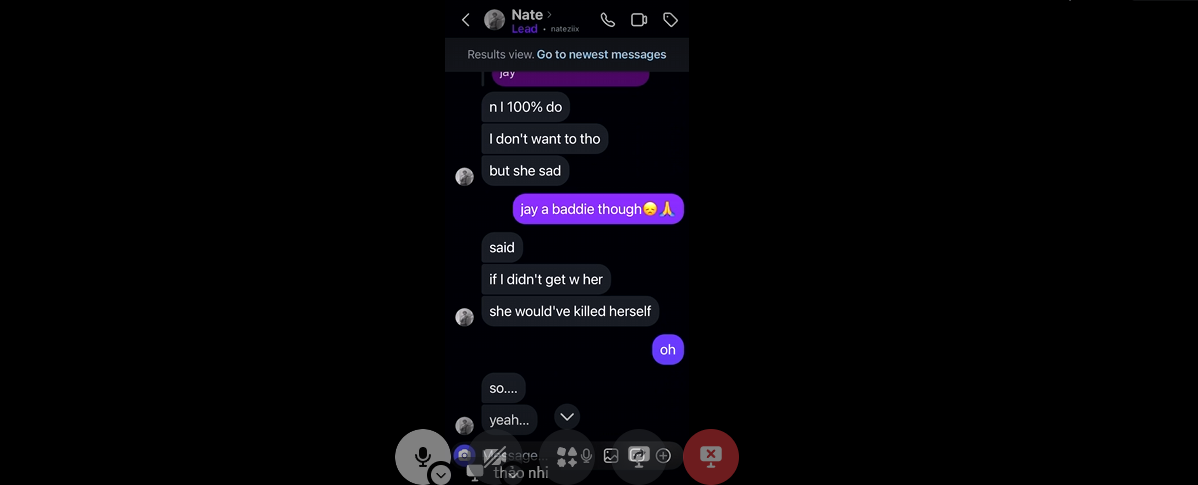 Nate
Lead · nateziix
Results view. Go to newest messages
jay
n I 100% do
I don't want to tho
but she sad
jay a baddie though😞🙏
said
if I didn't get w her
she would've killed herself
oh
so....
yeah...
thảo nhi